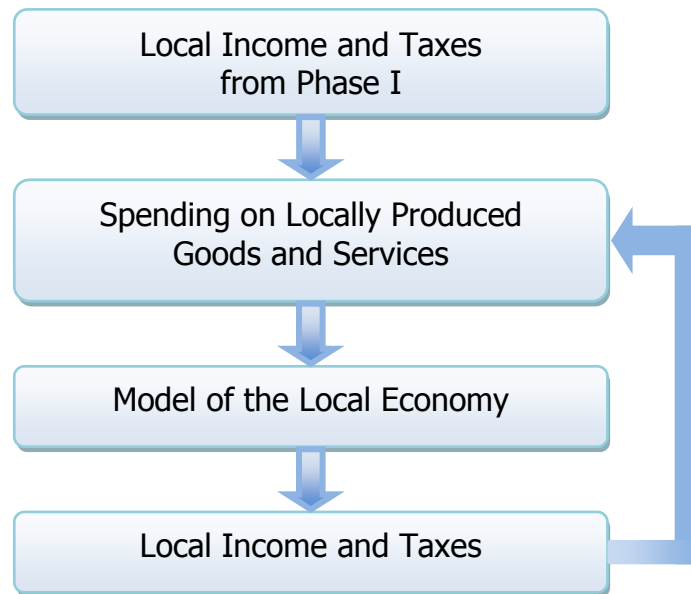 Local Income and Taxes
from Phase I
Spending on Locally Produced
Goods and Services
Model of the Local Economy
Local Income and Taxes